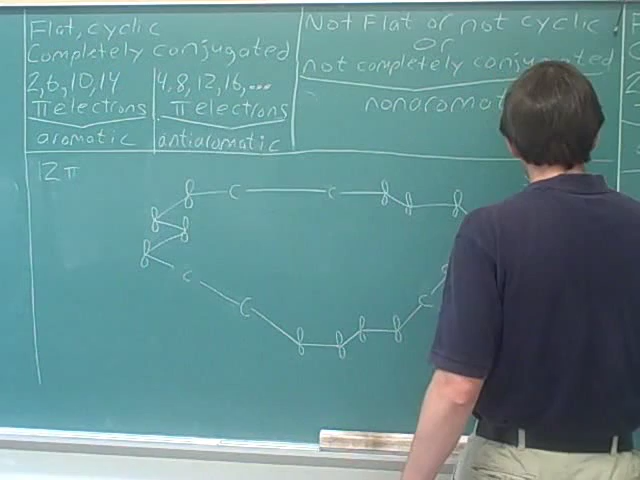 Flat, cyclic
Completely conjugated
2,6,10,14
π electrons
aromatic
4,8,12,16,...
π electrons
antiaromatic
Not Flat or not cyclic
or
not completely conjugated
12 π
C C
C
C
C